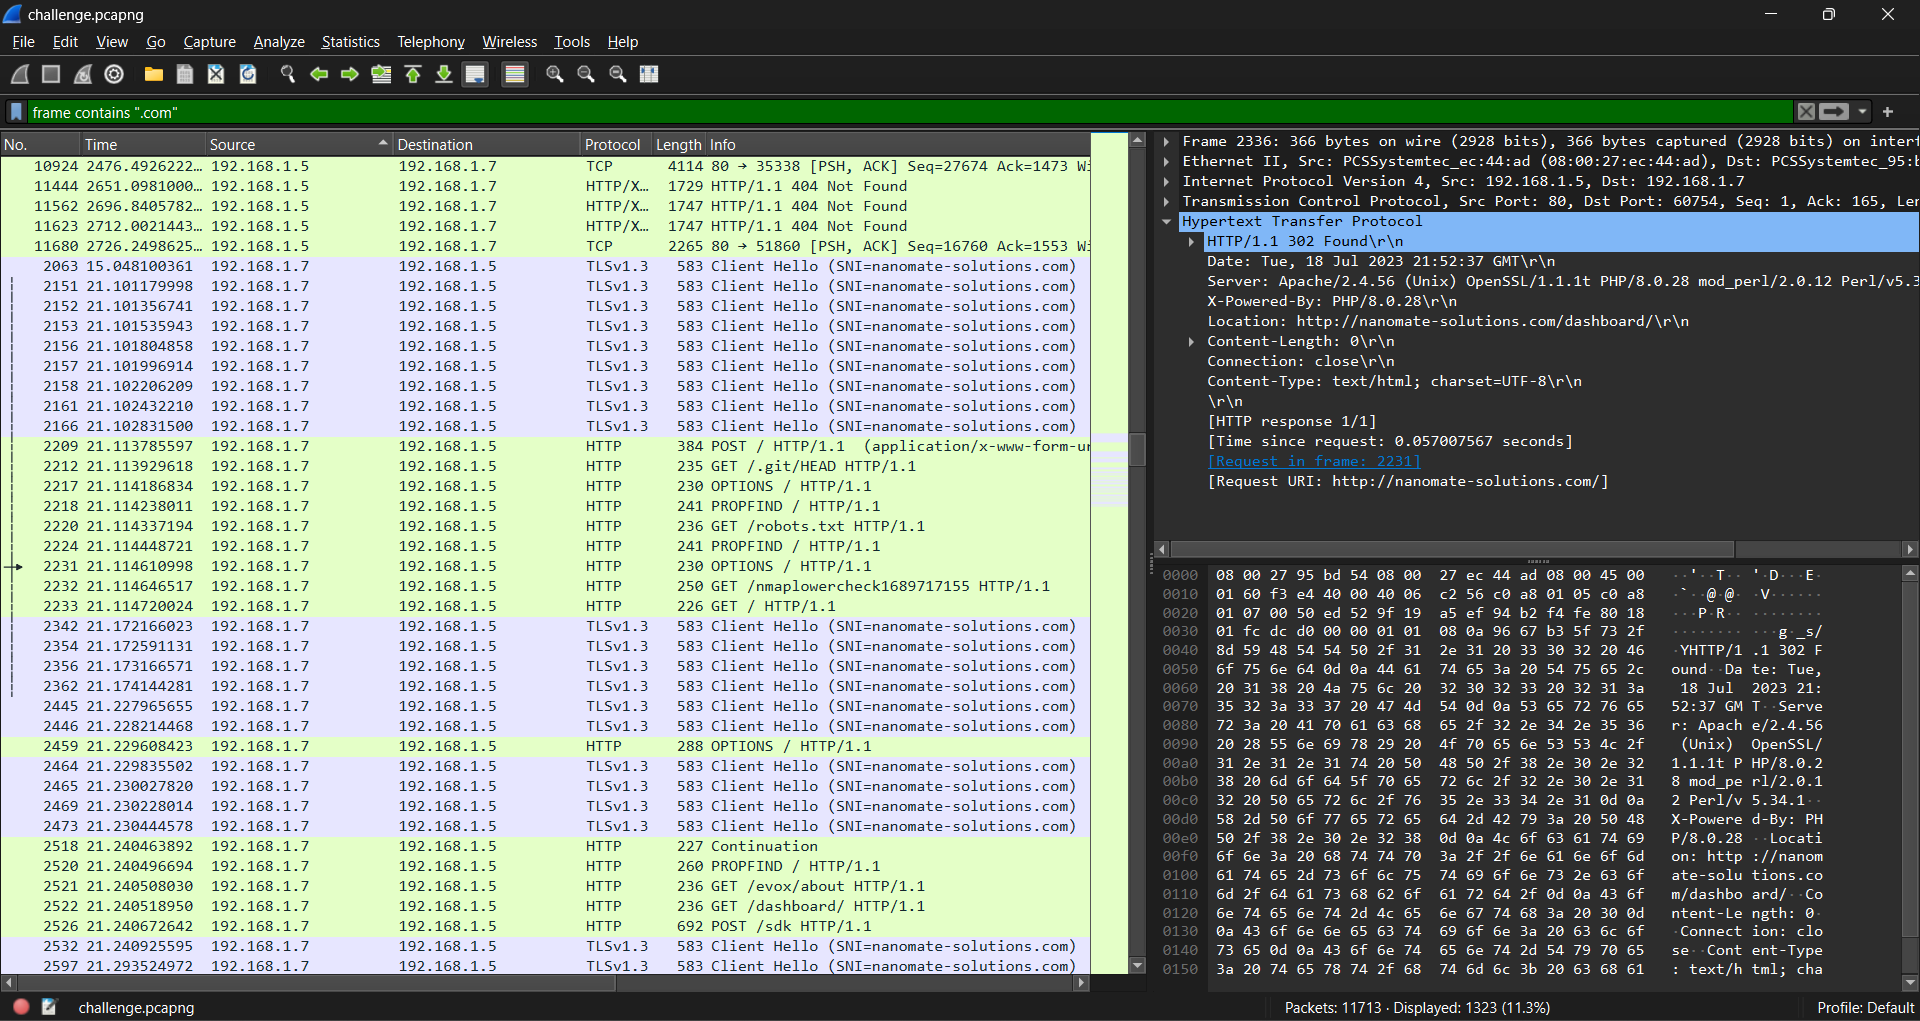 challenge.pcapng
File Edit View Go Capture Analyze Statistics Telephony Wireless Tools Help
frame contains ".com"
No. Time Source Destination Protocol Length Info
10924 2476.4926222... 192.168.1.5 192.168.1.7 TCP 4114 80 → 35338 [PSH, ACK] Seq=27674 Ack=1473 Wi
11444 2651.0981000... 192.168.1.5 192.168.1.7 HTTP/X... 1729 HTTP/1.1 404 Not Found
11562 2696.8405782... 192.168.1.5 192.168.1.7 HTTP/X... 1747 HTTP/1.1 404 Not Found
11623 2712.0021443... 192.168.1.5 192.168.1.7 HTTP/X... 1747 HTTP/1.1 404 Not Found
11680 2726.2498625... 192.168.1.5 192.168.1.7 TCP 2265 80 → 51860 [PSH, ACK] Seq=16760 Ack=1553 Wi
2063 15.048100361 192.168.1.7 192.168.1.5 TLSv1.3 583 Client Hello (SNI=nanomate-solutions.com)
2151 21.101179998 192.168.1.7 192.168.1.5 TLSv1.3 583 Client Hello (SNI=nanomate-solutions.com)
2152 21.101356741 192.168.1.7 192.168.1.5 TLSv1.3 583 Client Hello (SNI=nanomate-solutions.com)
2153 21.101535943 192.168.1.7 192.168.1.5 TLSv1.3 583 Client Hello (SNI=nanomate-solutions.com)
2156 21.101804858 192.168.1.7 192.168.1.5 TLSv1.3 583 Client Hello (SNI=nanomate-solutions.com)
2157 21.101996914 192.168.1.7 192.168.1.5 TLSv1.3 583 Client Hello (SNI=nanomate-solutions.com)
2158 21.102206209 192.168.1.7 192.168.1.5 TLSv1.3 583 Client Hello (SNI=nanomate-solutions.com)
2161 21.102432210 192.168.1.7 192.168.1.5 TLSv1.3 583 Client Hello (SNI=nanomate-solutions.com)
2166 21.102831500 192.168.1.7 192.168.1.5 TLSv1.3 583 Client Hello (SNI=nanomate-solutions.com)
2209 21.113785597 192.168.1.7 192.168.1.5 HTTP 384 POST / HTTP/1.1 (application/x-www-form-ur
2212 21.113929618 192.168.1.7 192.168.1.5 HTTP 235 GET /.git/HEAD HTTP/1.1
2217 21.114186834 192.168.1.7 192.168.1.5 HTTP 230 OPTIONS / HTTP/1.1
2218 21.114238011 192.168.1.7 192.168.1.5 HTTP 241 PROPFIND / HTTP/1.1
2220 21.114337194 192.168.1.7 192.168.1.5 HTTP 236 GET /robots.txt HTTP/1.1
2224 21.114448721 192.168.1.7 192.168.1.5 HTTP 241 PROPFIND / HTTP/1.1
2231 21.114610998 192.168.1.7 192.168.1.5 HTTP 230 OPTIONS / HTTP/1.1
2232 21.114646517 192.168.1.7 192.168.1.5 HTTP 250 GET /nmaplowercheck1689717155 HTTP/1.1
2233 21.114720024 192.168.1.7 192.168.1.5 HTTP 226 GET / HTTP/1.1
2342 21.172166023 192.168.1.7 192.168.1.5 TLSv1.3 583 Client Hello (SNI=nanomate-solutions.com)
2354 21.172591131 192.168.1.7 192.168.1.5 TLSv1.3 583 Client Hello (SNI=nanomate-solutions.com)
2356 21.173166571 192.168.1.7 192.168.1.5 TLSv1.3 583 Client Hello (SNI=nanomate-solutions.com)
2362 21.174144281 192.168.1.7 192.168.1.5 TLSv1.3 583 Client Hello (SNI=nanomate-solutions.com)
2445 21.227965655 192.168.1.7 192.168.1.5 TLSv1.3 583 Client Hello (SNI=nanomate-solutions.com)
2446 21.228214468 192.168.1.7 192.168.1.5 TLSv1.3 583 Client Hello (SNI=nanomate-solutions.com)
2459 21.229608423 192.168.1.7 192.168.1.5 HTTP 288 OPTIONS / HTTP/1.1
2464 21.229835502 192.168.1.7 192.168.1.5 TLSv1.3 583 Client Hello (SNI=nanomate-solutions.com)
2465 21.230027820 192.168.1.7 192.168.1.5 TLSv1.3 583 Client Hello (SNI=nanomate-solutions.com)
2469 21.230228014 192.168.1.7 192.168.1.5 TLSv1.3 583 Client Hello (SNI=nanomate-solutions.com)
2473 21.230444578 192.168.1.7 192.168.1.5 TLSv1.3 583 Client Hello (SNI=nanomate-solutions.com)
2518 21.240463892 192.168.1.7 192.168.1.5 HTTP 227 Continuation
2520 21.240496694 192.168.1.7 192.168.1.5 HTTP 260 PROPFIND / HTTP/1.1
2521 21.240508030 192.168.1.7 192.168.1.5 HTTP 236 GET /evox/about HTTP/1.1
2522 21.240518950 192.168.1.7 192.168.1.5 HTTP 236 GET /dashboard/ HTTP/1.1
2526 21.240672642 192.168.1.7 192.168.1.5 HTTP 692 POST /sdk HTTP/1.1
2532 21.240925595 192.168.1.7 192.168.1.5 TLSv1.3 583 Client Hello (SNI=nanomate-solutions.com)
2597 21.293524972 192.168.1.7 192.168.1.5 TLSv1.3 583 Client Hello (SNI=nanomate-solutions.com)
Frame 2336: 366 bytes on wire (2928 bits), 366 bytes captured (2928 bits) on interf
Ethernet II, Src: PCSSystemtec_ec:44:ad (08:00:27:ec:44:ad), Dst: PCSSystemtec_95:b
Internet Protocol Version 4, Src: 192.168.1.5, Dst: 192.168.1.7
Transmission Control Protocol, Src Port: 80, Dst Port: 60754, Seq: 1, Ack: 165, Len
Hypertext Transfer Protocol
HTTP/1.1 302 Found\r\n
Date: Tue, 18 Jul 2023 21:52:37 GMT\r\n
Server: Apache/2.4.56 (Unix) OpenSSL/1.1.1t PHP/8.0.28 mod_perl/2.0.12 Perl/v5.3
X-Powered-By: PHP/8.0.28\r\n
Location: http://nanomate-solutions.com/dashboard/\r\n
Content-Length: 0\r\n
Connection: close\r\n
Content-Type: text/html; charset=UTF-8\r\n
\r\n
[HTTP response 1/1]
[Time since request: 0.057007567 seconds]
[Request in frame: 2231]
[Request URI: http://nanomate-solutions.com/]
0000 08 00 27 95 bd 54 08 00 27 ec 44 ad 08 00 45 00 ··'··T·· '·D···E·
0010 01 60 f3 e4 40 00 40 06 c2 56 c0 a8 01 05 c0 a8 ·`··@·@· ·V······
0020 01 07 00 50 ed 52 9f 19 a5 ef 94 b2 f4 fe 80 18 ···P·R·· ········
0030 01 fc dc d0 00 00 01 01 08 0a 96 67 b3 5f 73 2f ········ ···g·_s/
0040 8d 59 48 54 54 50 2f 31 2e 31 20 33 30 32 20 46 ·YHTTP/1 .1 302 F
0050 6f 75 6e 64 0d 0a 44 61 74 65 3a 20 54 75 65 2c ound··Da te: Tue,
0060 20 31 38 20 4a 75 6c 20 32 30 32 33 20 32 31 3a 18 Jul 2023 21:
0070 35 32 3a 33 37 20 47 4d 54 0d 0a 53 65 72 76 65 52:37 GM T··Serve
0080 72 3a 20 41 70 61 63 68 65 2f 32 2e 34 2e 35 36 r: Apach e/2.4.56
0090 20 28 55 6e 69 78 29 20 4f 70 65 6e 53 53 4c 2f (Unix) OpenSSL/
00a0 31 2e 31 2e 31 74 20 50 48 50 2f 38 2e 30 2e 32 1.1.1t P HP/8.0.2
00b0 38 20 6d 6f 64 5f 70 65 72 6c 2f 32 2e 30 2e 31 8 mod_pe rl/2.0.1
00c0 32 20 50 65 72 6c 2f 76 35 2e 33 34 2e 31 0d 0a 2 Perl/v 5.34.1··
00d0 58 2d 50 6f 77 65 72 65 64 2d 42 79 3a 20 50 48 X-Powere d-By: PH
00e0 50 2f 38 2e 30 2e 32 38 0d 0a 4c 6f 63 61 74 69 P/8.0.28 ··Locati
00f0 6f 6e 3a 20 68 74 74 70 3a 2f 2f 6e 61 6e 6f 6d on: http ://nanom
0100 61 74 65 2d 73 6f 6c 75 74 69 6f 6e 73 2e 63 6f ate-solu tions.co
0110 6d 2f 64 61 73 68 62 6f 61 72 64 2f 0d 0a 43 6f m/dashbo ard/··Co
0120 6e 74 65 6e 74 2d 4c 65 6e 67 74 68 3a 20 30 0d ntent-Le ngth: 0·
0130 0a 43 6f 6e 6e 65 63 74 69 6f 6e 3a 20 63 6c 6f ·Connect ion: clo
0140 73 65 0d 0a 43 6f 6e 74 65 6e 74 2d 54 79 70 65 se··Cont ent-Type
0150 3a 20 74 65 78 74 2f 68 74 6d 6c 3b 20 63 68 61 : text/h tml; cha
challenge.pcapng Packets: 11713 · Displayed: 1323 (11.3%) Profile: Default